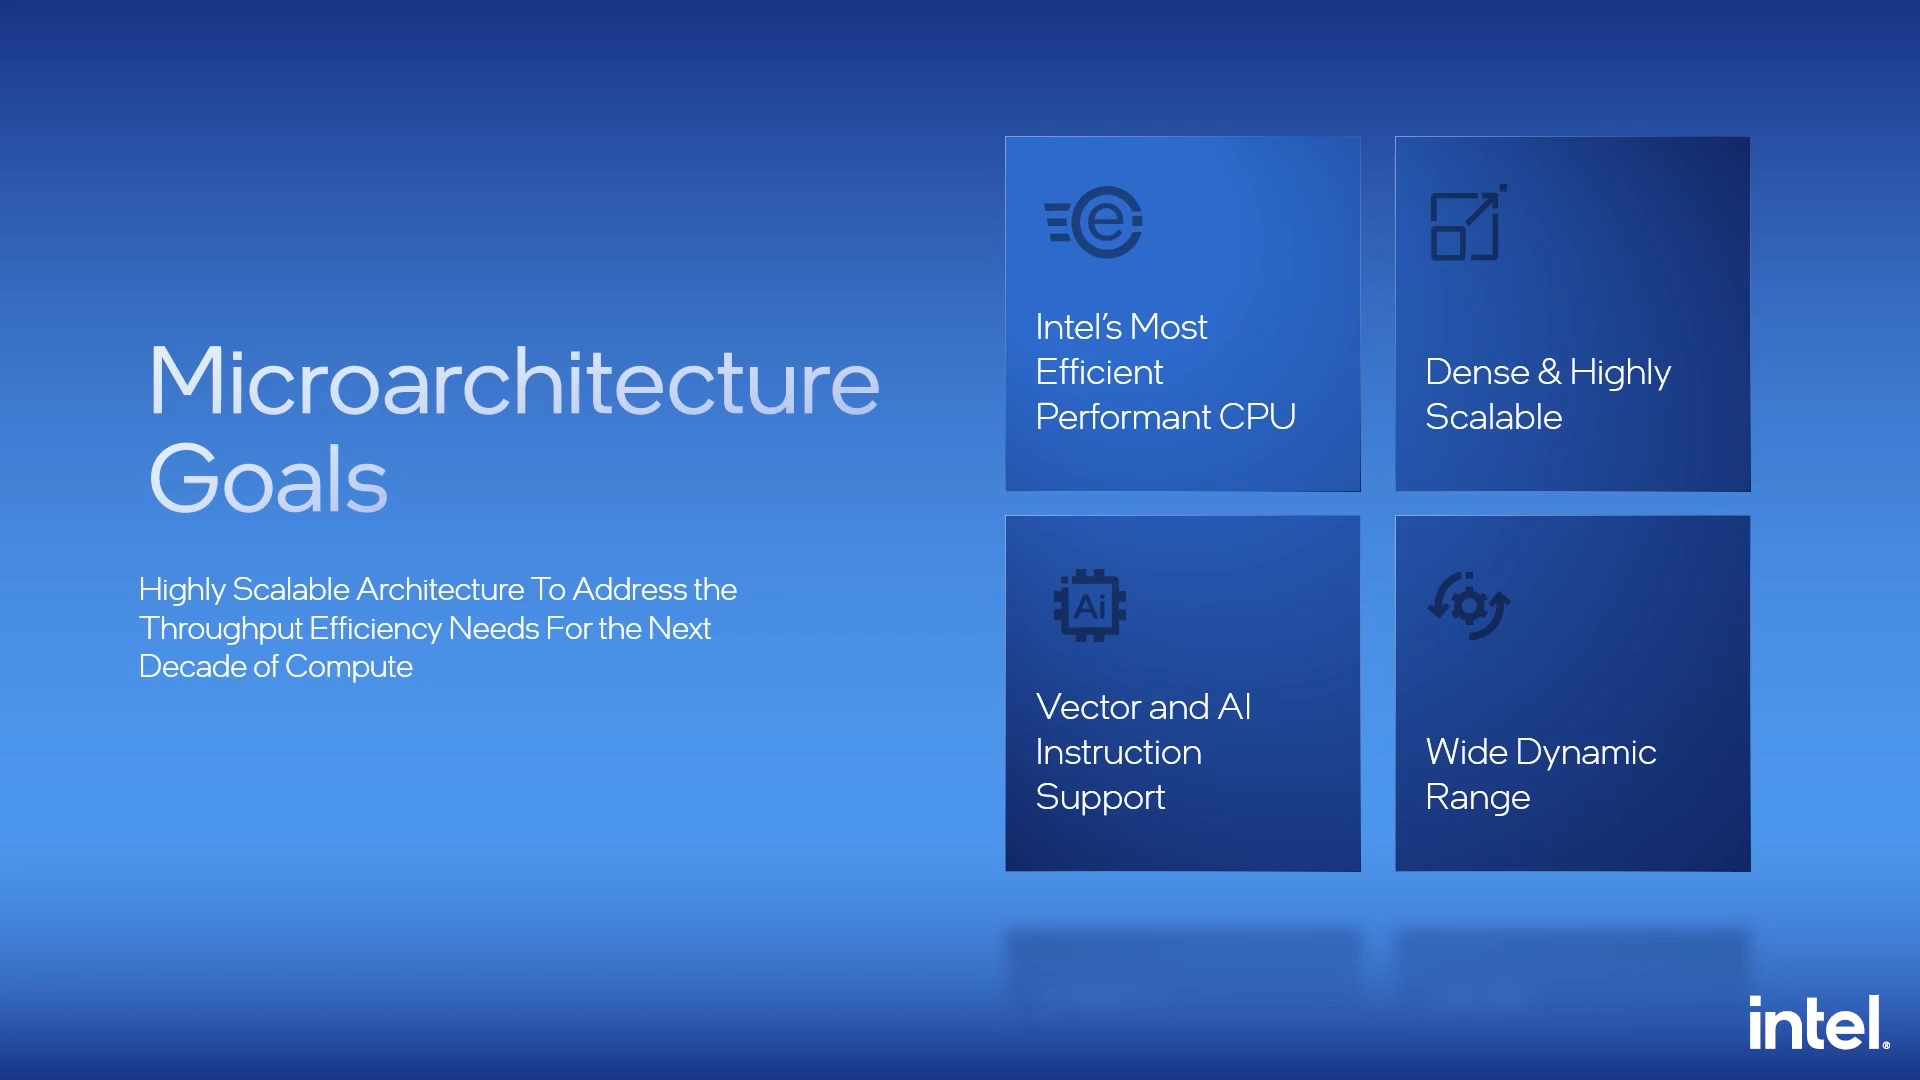 Microarchitecture
Goals
Highly Scalable Architecture To Address the
Throughput Efficiency Needs For the Next
Decade of Compute
e
Intel's Most
Efficient
Performant CPU
Dense & Highly
Scalable
Ai
Vector and AI
Instruction
Support
Wide Dynamic
Range
intel®